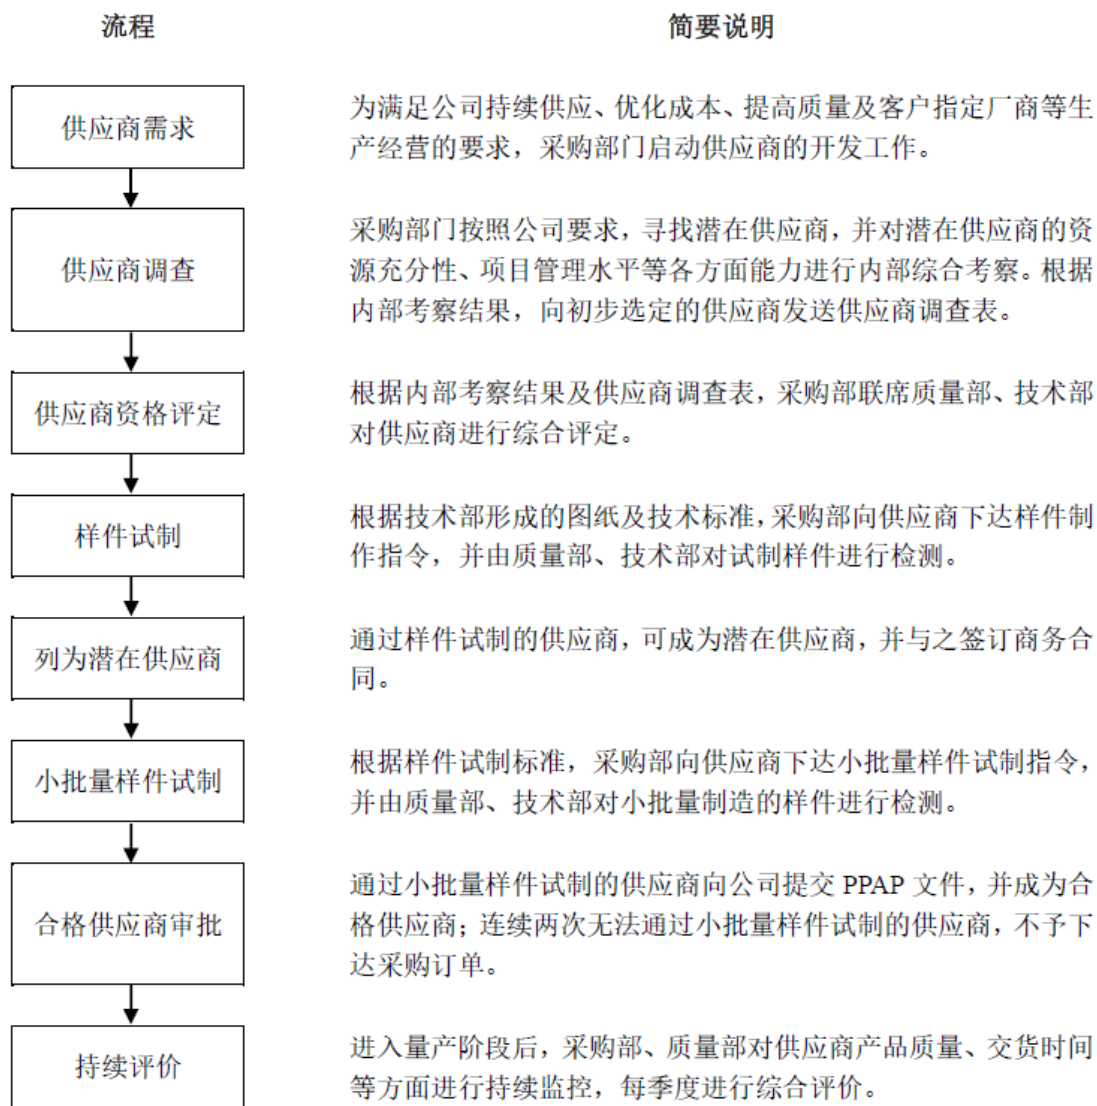 流程
简要说明
供应商需求
为满足公司持续供应、优化成本、提高质量及客户指定厂商等生
产经营的要求，采购部门启动供应商的开发工作。
供应商调查
采购部门按照公司要求，寻找潜在供应商，并对潜在供应商的资
源充分性、项目管理水平等各方面能力进行内部综合考察。根据
内部考察结果，向初步选定的供应商发送供应商调查表。
供应商资格评定
根据内部考察结果及供应商调查表，采购部联席质量部、技术部
对供应商进行综合评定。
样件试制
根据技术部形成的图纸及技术标准，采购部向供应商下达样件制
作指令，并由质量部、技术部对试制样件进行检测。
列为潜在供应商
通过样件试制的供应商，可成为潜在供应商，并与之签订商务合
同。
小批量样件试制
根据样件试制标准，采购部向供应商下达小批量样件试制指令，
并由质量部、技术部对小批量制造的样件进行检测。
合格供应商审批
通过小批量样件试制的供应商向公司提交 PPAP 文件，并成为合
格供应商；连续两次无法通过小批量样件试制的供应商，不予下
达采购订单。
持续评价
进入量产阶段后，采购部、质量部对供应商产品质量、交货时间
等方面进行持续监控，每季度进行综合评价。